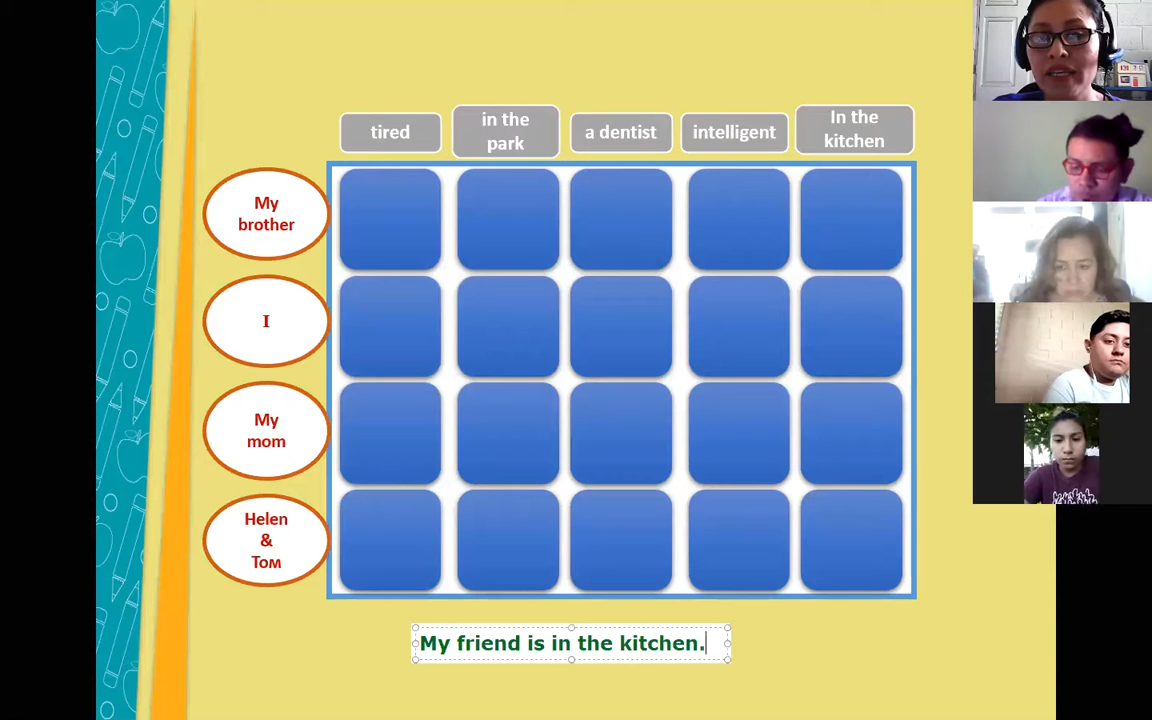 tired
in the
park
a dentist
intelligent
In the
kitchen
My
brother
I
My
mom
Helen
&
Tом
My friend is in the kitchen.